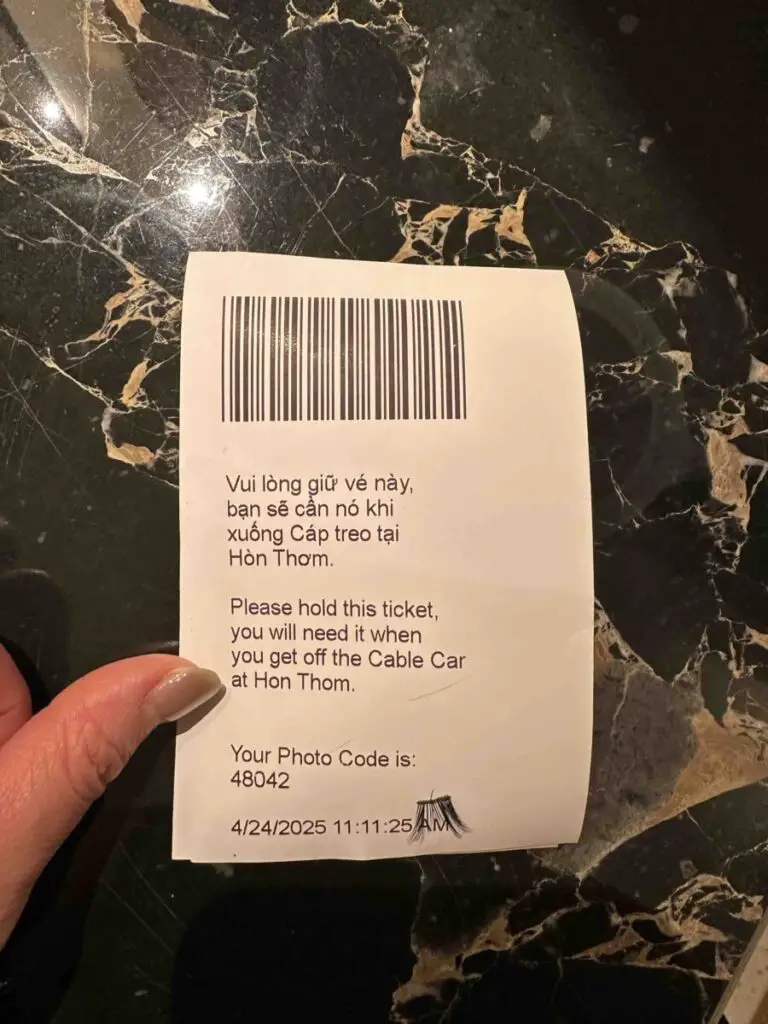 Vui lòng giữ vé này,
bạn sẽ cần nó khi
xuống Cáp treo tại
Hòn Thơm.
Please hold this ticket,
you will need it when
you get off the Cable Car
at Hon Thom.
Your Photo Code is:
48042
4/24/2025 11:11:25 AM